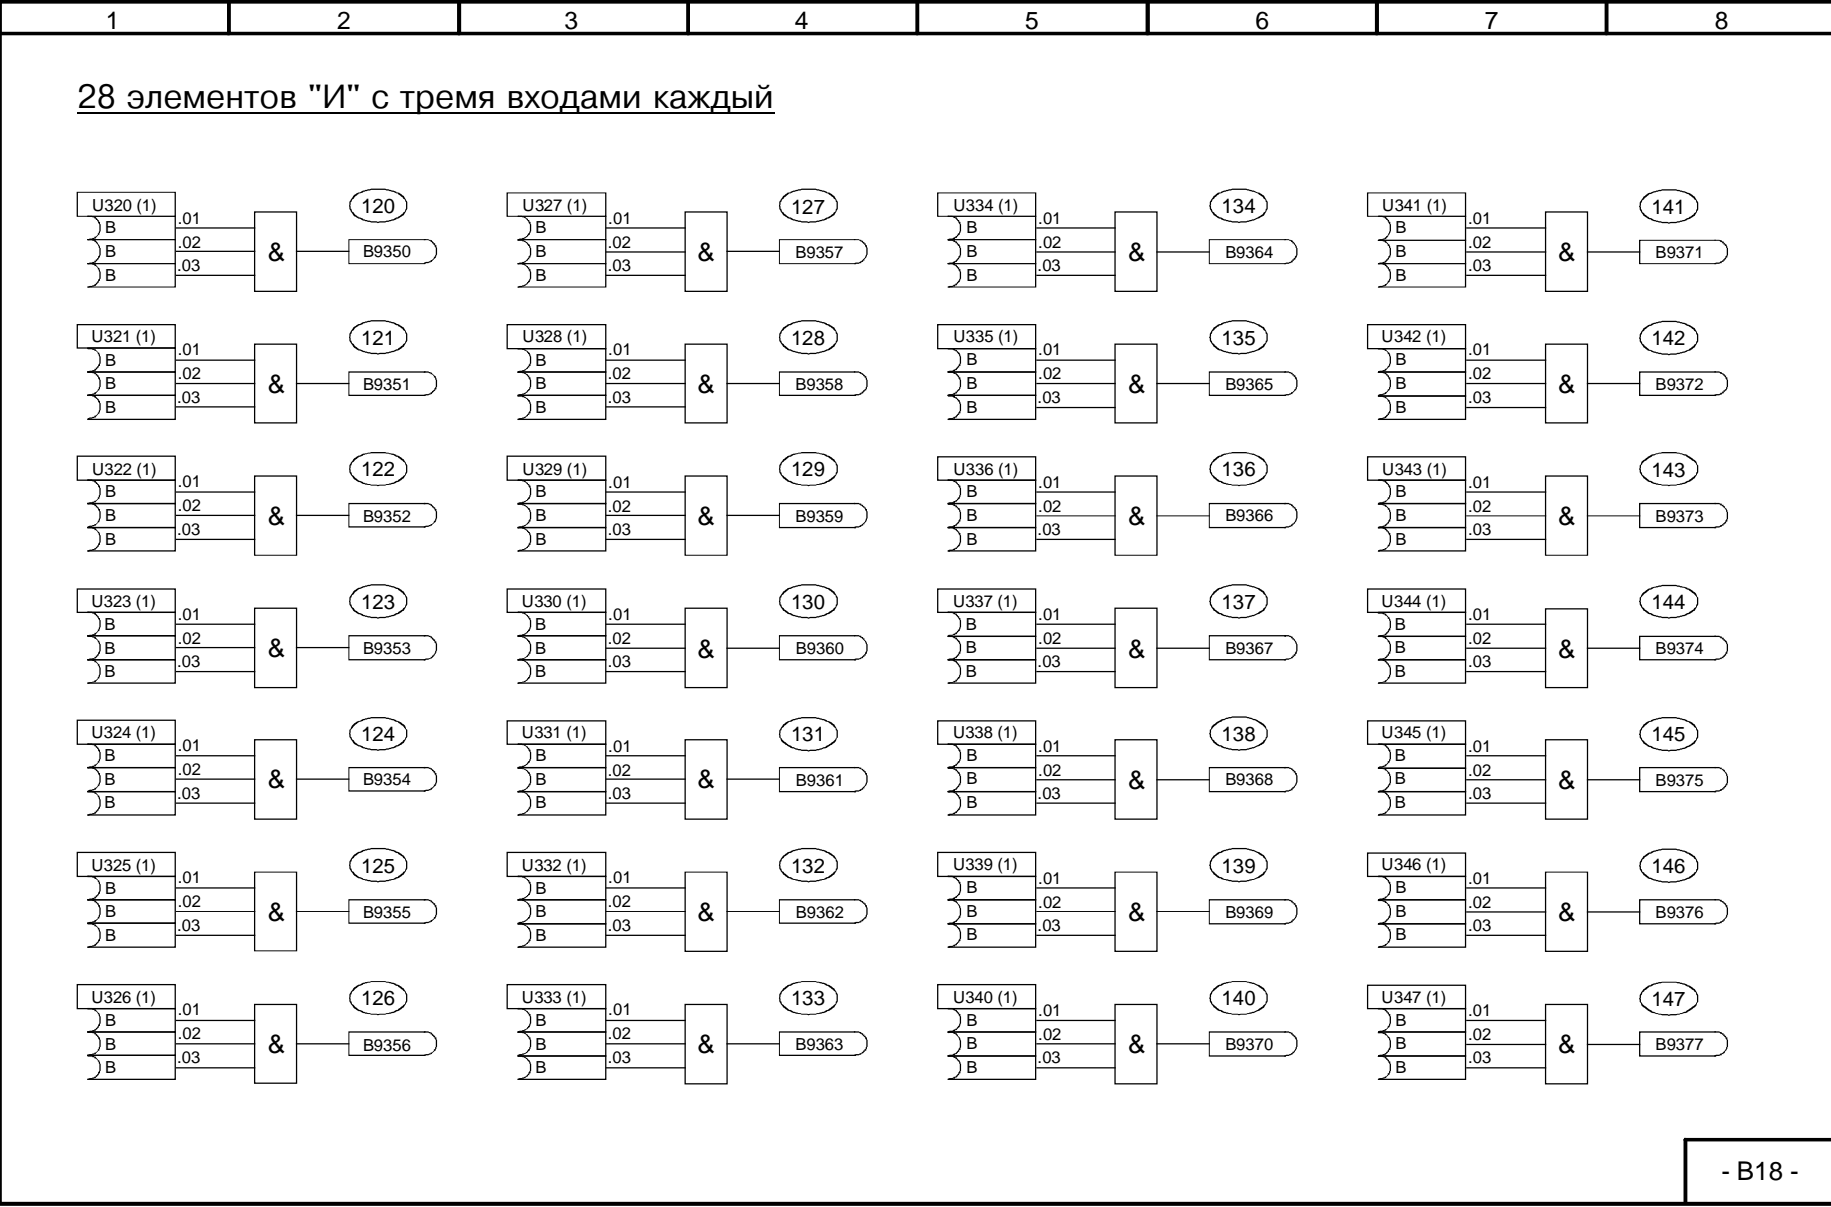 1 2 3 4 5 6 7 8
28 элементов "И" с тремя входами каждый
U320 (1) 120 U327 (1) 127 U334 (1) 134 U341 (1) 141
B .01 B .01 B .01 B .01
B .02 & B9350 B .02 & B9357 B .02 & B9364 B .02 & B9371
B .03 B .03 B .03 B .03
U321 (1) 121 U328 (1) 128 U335 (1) 135 U342 (1) 142
B .01 B .01 B .01 B .01
B .02 & B9351 B .02 & B9358 B .02 & B9365 B .02 & B9372
B .03 B .03 B .03 B .03
U322 (1) 122 U329 (1) 129 U336 (1) 136 U343 (1) 143
B .01 B .01 B .01 B .01
B .02 & B9352 B .02 & B9359 B .02 & B9366 B .02 & B9373
B .03 B .03 B .03 B .03
U323 (1) 123 U330 (1) 130 U337 (1) 137 U344 (1) 144
B .01 B .01 B .01 B .01
B .02 & B9353 B .02 & B9360 B .02 & B9367 B .02 & B9374
B .03 B .03 B .03 B .03
U324 (1) 124 U331 (1) 131 U338 (1) 138 U345 (1) 145
B .01 B .01 B .01 B .01
B .02 & B9354 B .02 & B9361 B .02 & B9368 B .02 & B9375
B .03 B .03 B .03 B .03
U325 (1) 125 U332 (1) 132 U339 (1) 139 U346 (1) 146
B .01 B .01 B .01 B .01
B .02 & B9355 B .02 & B9362 B .02 & B9369 B .02 & B9376
B .03 B .03 B .03 B .03
U326 (1) 126 U333 (1) 133 U340 (1) 140 U347 (1) 147
B .01 B .01 B .01 B .01
B .02 & B9356 B .02 & B9363 B .02 & B9370 B .02 & B9377
B .03 B .03 B .03 B .03
- B18 -